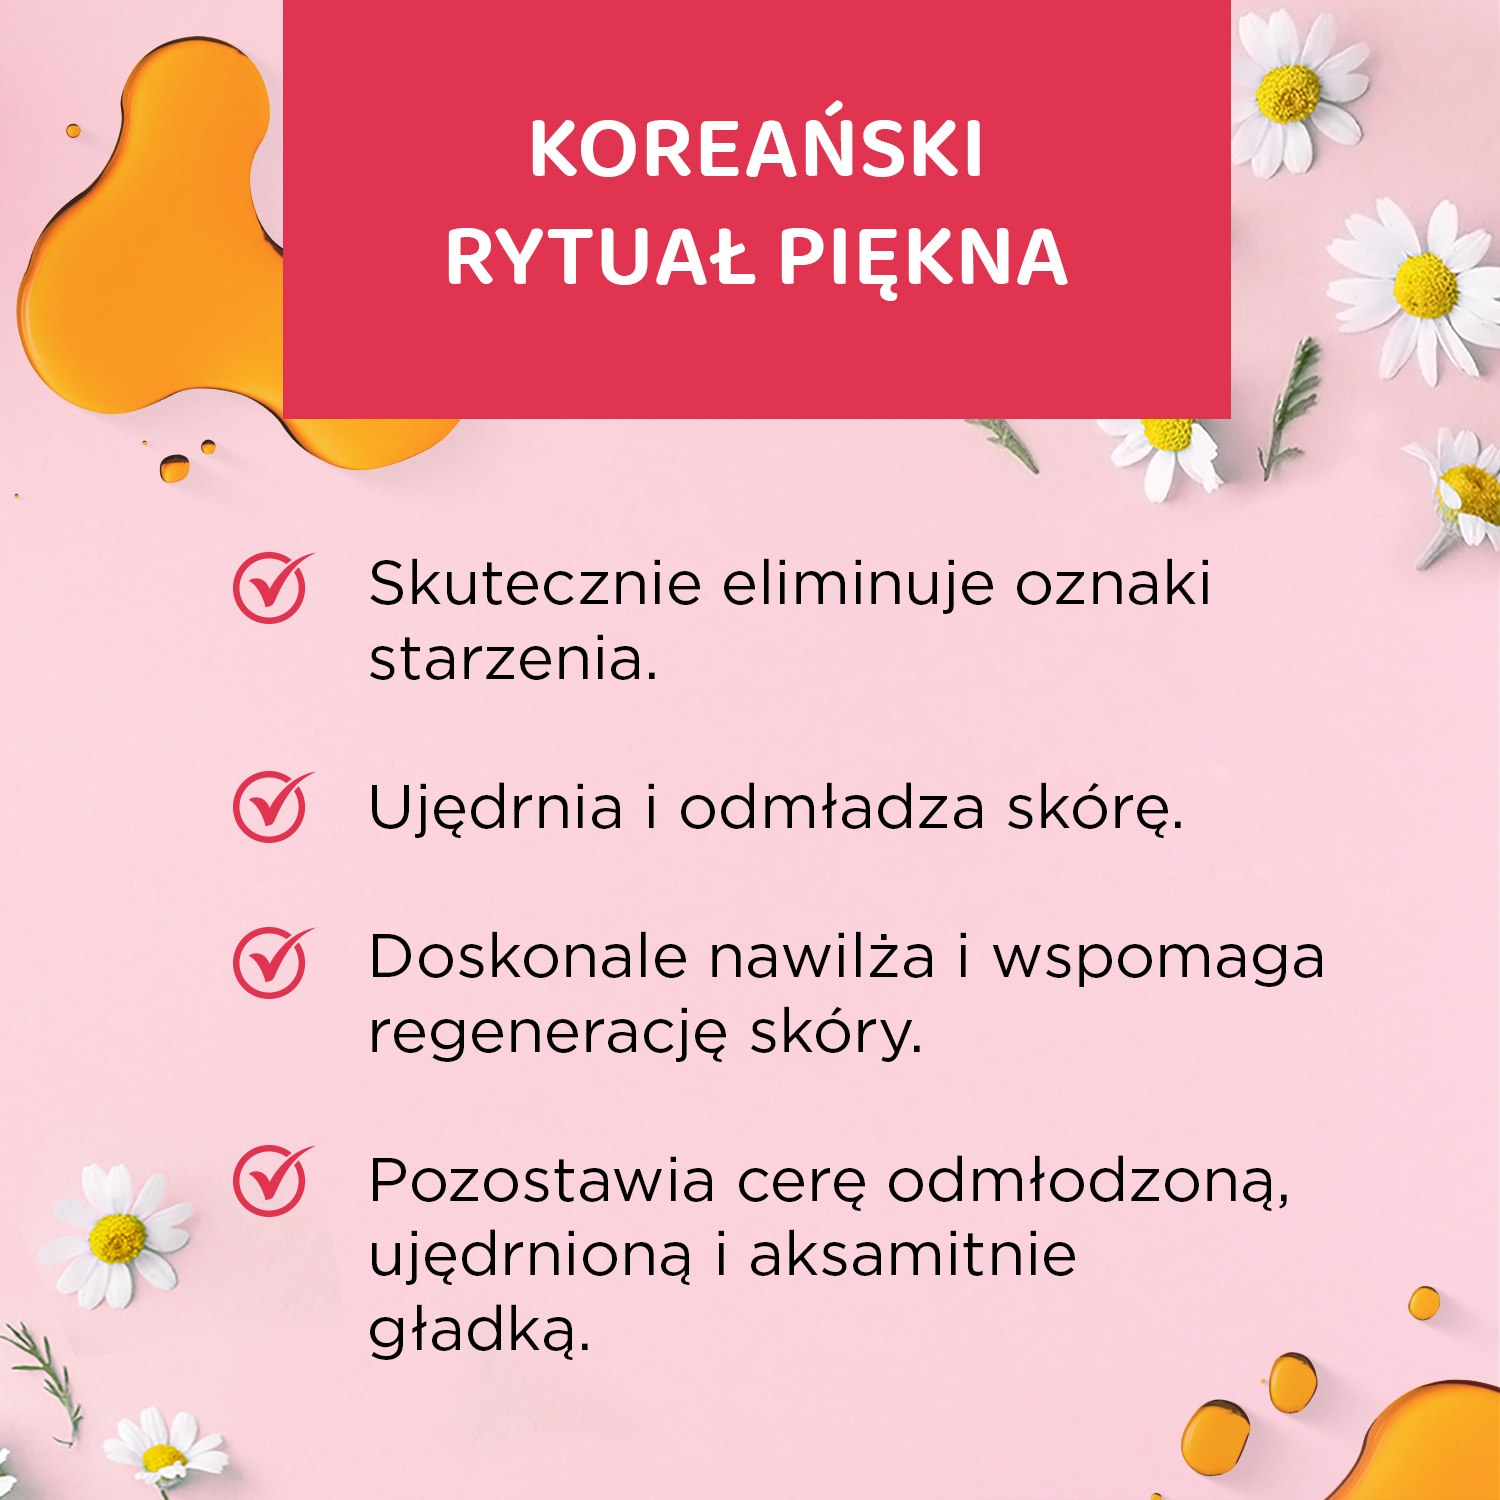 KOREAŃSKI
RYTUAŁ PIĘKNA
Skutecznie eliminuje oznaki
starzenia.
Ujędrnia i odmładza skórę.
Doskonale nawilża i wspomaga
regenerację skóry.
Pozostawia cerę odmłodzoną,
ujędrnioną i aksamitnie
gładką.